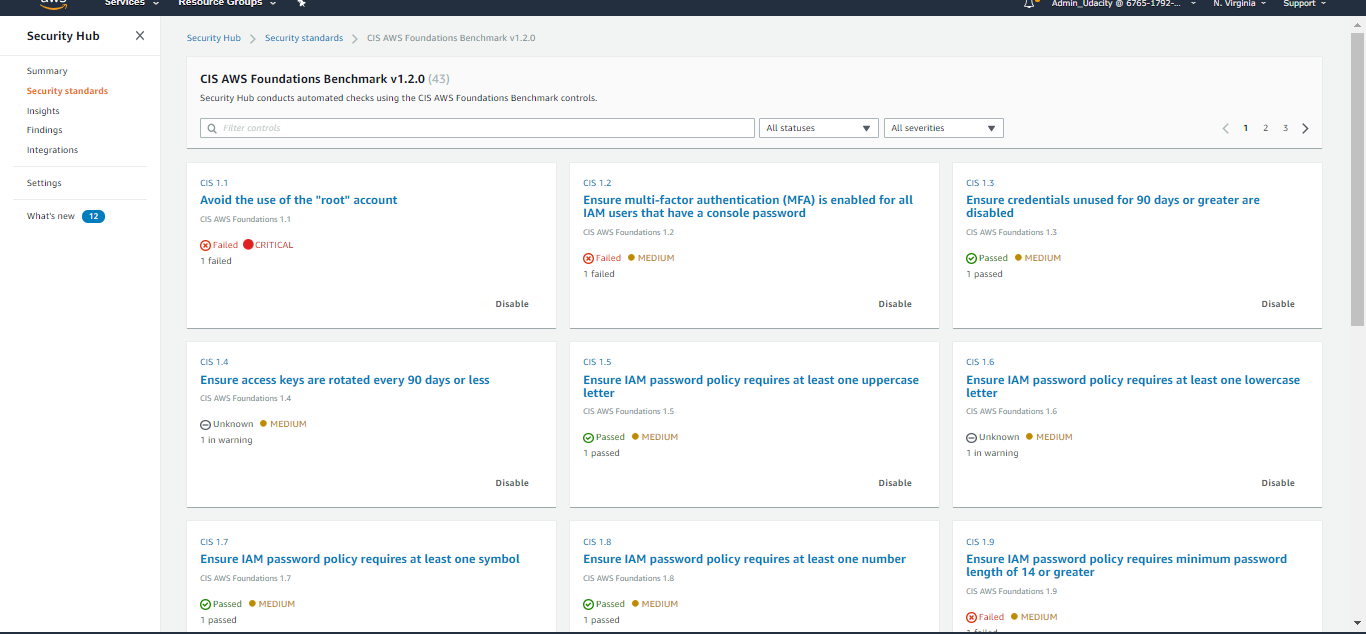 aws
Services
Resource Groups
Admin_Udacity @ 6765-1792-...
N. Virginia
Support
Security Hub
Summary
Security standards
Insights
Findings
Integrations
Settings
What's new 12
Security Hub
Security standards
CIS AWS Foundations Benchmark v1.2.0
CIS AWS Foundations Benchmark v1.2.0 (43)
Security Hub conducts automated checks using the CIS AWS Foundations Benchmark controls.
Filter controls
All statuses
All severities
1 2 3
CIS 1.1
Avoid the use of the "root" account
CIS AWS Foundations 1.1
Failed CRITICAL
1 failed
Disable
CIS 1.2
Ensure multi-factor authentication (MFA) is enabled for all
IAM users that have a console password
CIS AWS Foundations 1.2
Failed MEDIUM
1 failed
Disable
CIS 1.3
Ensure credentials unused for 90 days or greater are
disabled
CIS AWS Foundations 1.3
Passed MEDIUM
1 passed
Disable
CIS 1.4
Ensure access keys are rotated every 90 days or less
CIS AWS Foundations 1.4
Unknown MEDIUM
1 in warning
Disable
CIS 1.5
Ensure IAM password policy requires at least one uppercase
letter
CIS AWS Foundations 1.5
Passed MEDIUM
1 passed
Disable
CIS 1.6
Ensure IAM password policy requires at least one lowercase
letter
CIS AWS Foundations 1.6
Unknown MEDIUM
1 in warning
Disable
CIS 1.7
Ensure IAM password policy requires at least one symbol
CIS AWS Foundations 1.7
Passed MEDIUM
1 passed
CIS 1.8
Ensure IAM password policy requires at least one number
CIS AWS Foundations 1.8
Passed MEDIUM
1 passed
CIS 1.9
Ensure IAM password policy requires minimum password
length of 14 or greater
CIS AWS Foundations 1.9
Failed MEDIUM
1 failed